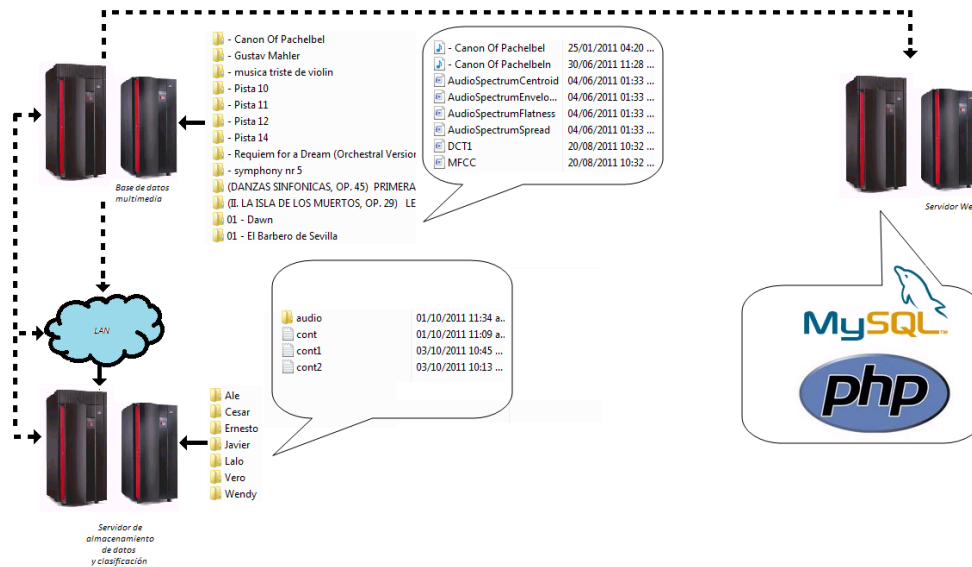 - Canon Of Pachelbel
- Gustav Mahler
- musica triste de violin
- Pista 10
- Pista 11
- Pista 12
- Pista 14
- Requiem for a Dream (Orchestral Version
- symphony nr 5
(DANZAS SINFONICAS, OP. 45) PRIMERA
(II. LA ISLA DE LOS MUERTOS, OP. 29) LE
01 - Dawn
01 - El Barbero de Sevilla
- Canon Of Pachelbel 25/01/2011 04:20 ...
- Canon Of Pachelbeln 30/06/2011 11:28 ...
AudioSpectrumCentroid 04/06/2011 01:33 ...
AudioSpectrumEnvelo... 04/06/2011 01:33 ...
AudioSpectrumFlatness 04/06/2011 01:33 ...
AudioSpectrumSpread 04/06/2011 01:33 ...
DCT1 20/08/2011 10:32 ...
MFCC 20/08/2011 10:32 ...
Base de datos
multimedia
Servidor We
LAN
audio 01/10/2011 11:34 a..
cont 01/10/2011 11:09 a..
cont1 03/10/2011 10:45 ...
cont2 03/10/2011 10:13 ...
MySQL
TM
php
Ale
Cesar
Ernesto
Javier
Lalo
Vero
Wendy
Servidor de
almacenamiento
de datos
y clasificación